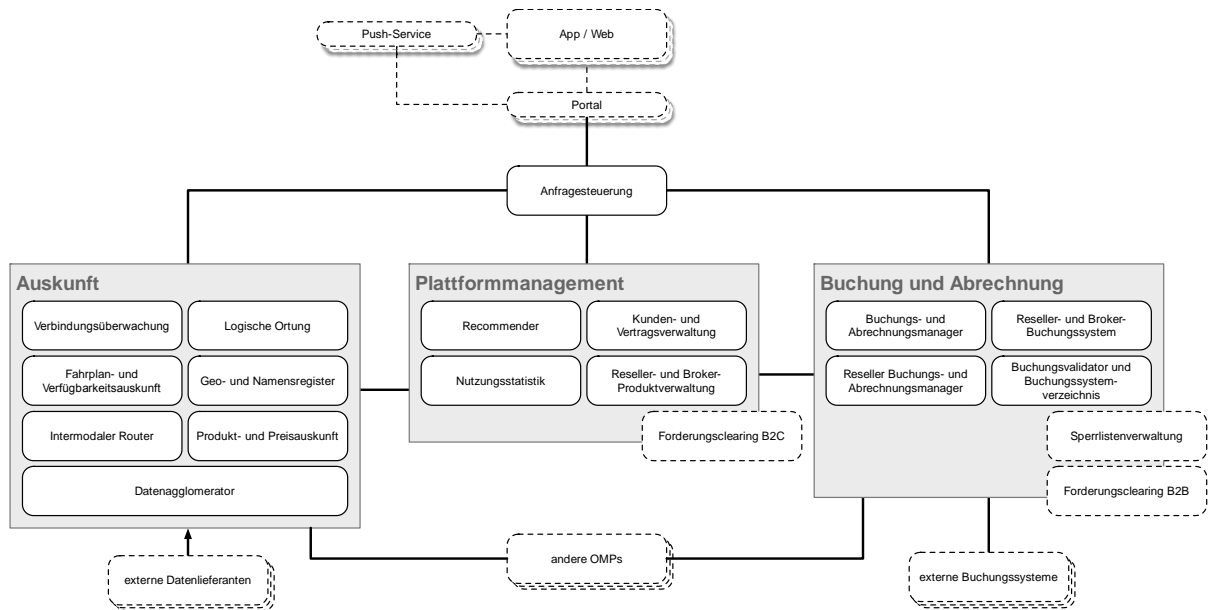 Push-Service
App / Web
Portal
Anfragesteuerung
Auskunft
Verbindungsüberwachung
Logische Ortung
Fahrplan- und
Verfügbarkeitsauskunft
Geo- und Namensregister
Intermodaler Router
Produkt- und Preisauskunft
Datenagglomerator
Plattformmanagement
Recommender
Kunden- und
Vertragsverwaltung
Nutzungsstatistik
Reseller- und Broker-
Produktverwaltung
Forderungsclearing B2C
Buchung und Abrechnung
Buchungs- und
Abrechnungsmanager
Reseller- und Broker-
Buchungssystem
Reseller Buchungs- und
Abrechnungsmanager
Buchungsvalidator und
Buchungssystem-
verzeichnis
Sperrlistenverwaltung
Forderungsclearing B2B
externe Datenlieferanten
andere OMPs
externe Buchungssysteme